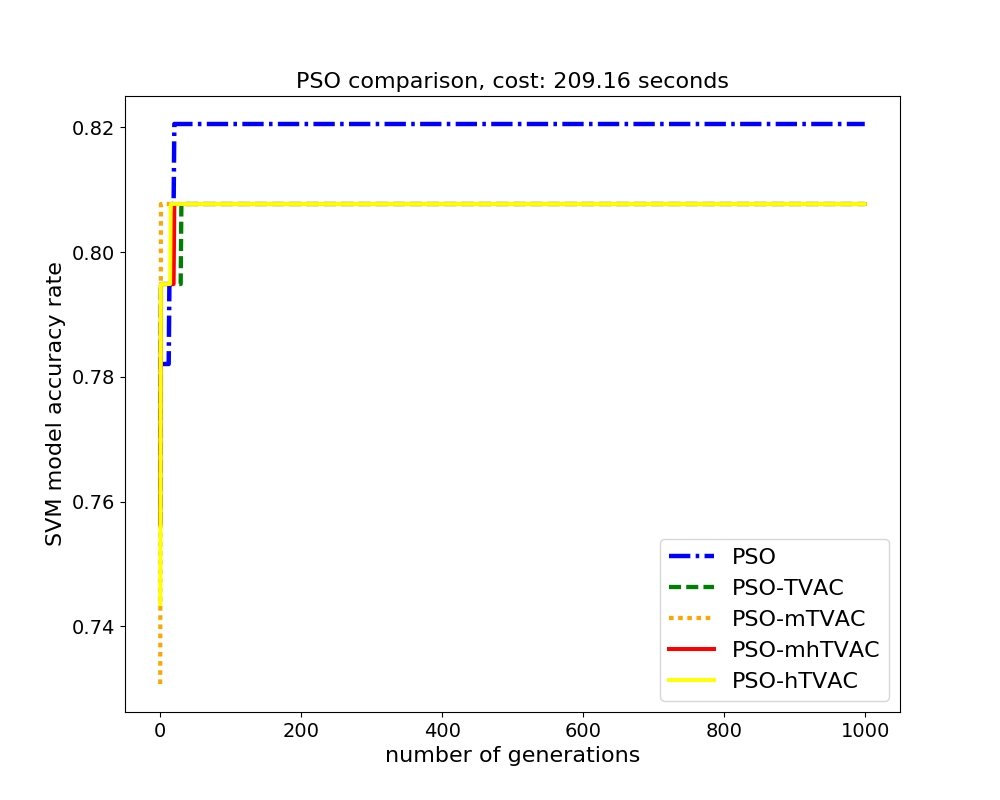 PSO comparison, cost: 209.16 seconds
0.82
0.80
0.78
0.76
0.74
SVM model accuracy rate
0 200 400 600 800 1000
number of generations
PSO
PSO-TVAC
PSO-mTVAC
PSO-mhTVAC
PSO-hTVAC